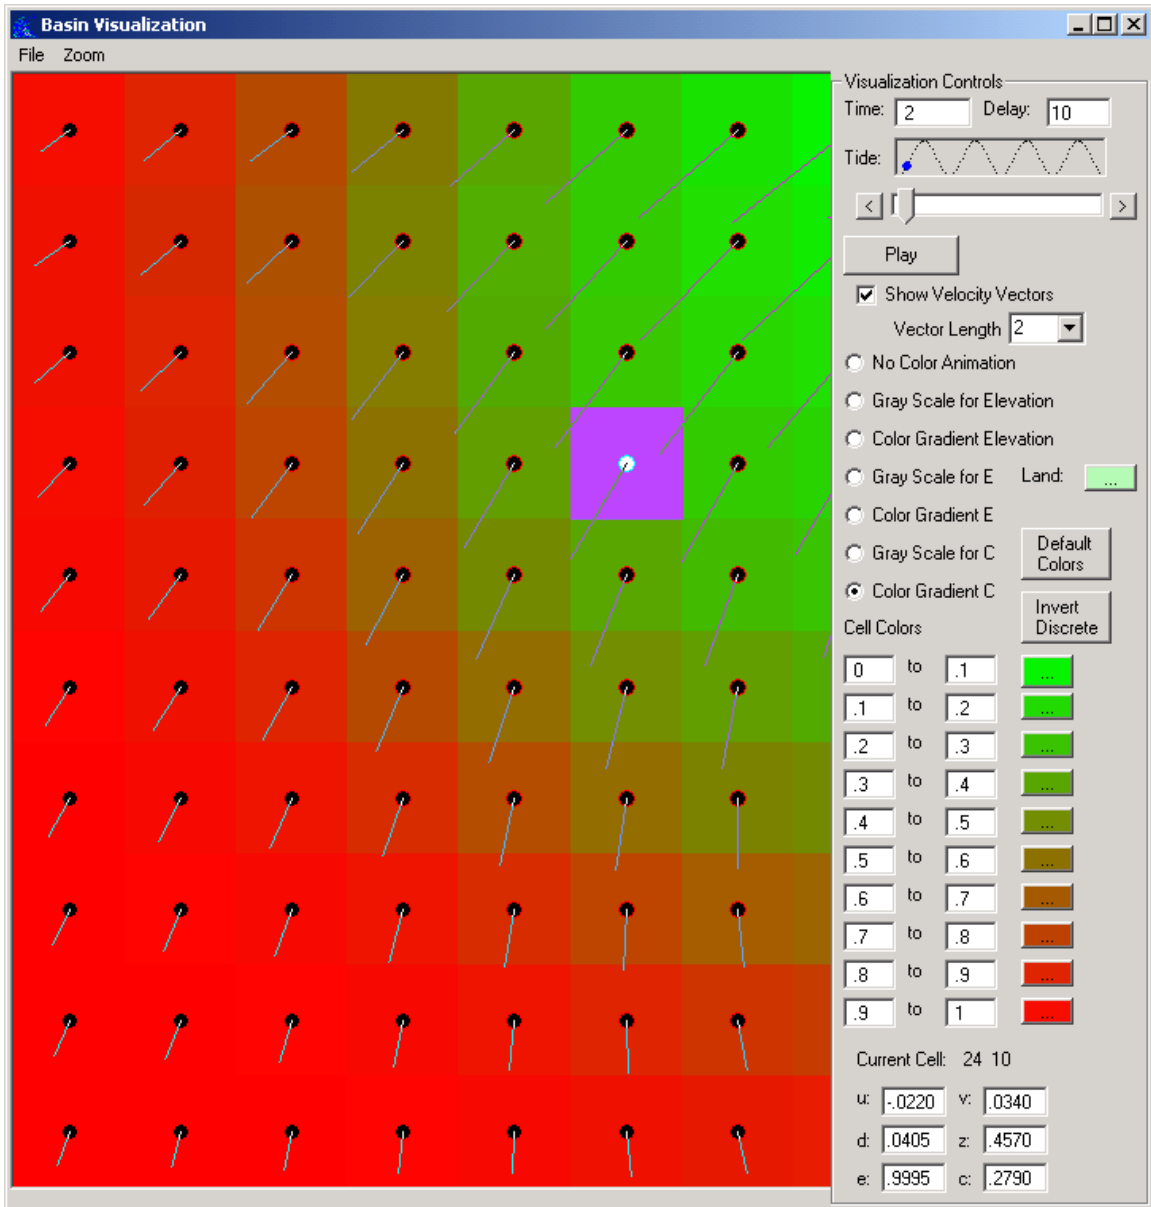 Basin Visualization
File Zoom
Visualization Controls
Time: 2 Delay: 10
Tide:
< >
Play
Show Velocity Vectors
Vector Length 2
No Color Animation
Gray Scale for Elevation
Color Gradient Elevation
Gray Scale for E Land: ...
Color Gradient E
Gray Scale for C Default Colors
Color Gradient C
Invert Discrete
Cell Colors
0 to .1 ...
.1 to .2 ...
.2 to .3 ...
.3 to .4 ...
.4 to .5 ...
.5 to .6 ...
.6 to .7 ...
.7 to .8 ...
.8 to .9 ...
.9 to 1 ...
Current Cell: 24 10
u: -.0220 v: .0340
d: .0405 z: .4570
e: .9995 c: .2790